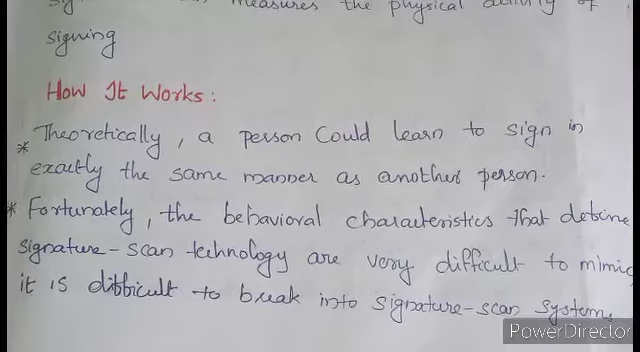 measures the physical activity of
signing
How It Works:
* Theoretically, a person Could learn to sign in
exactly the same manner as another person.
* Fortunately, the behavioral characteristics that define
signature-scan technology are very difficult to mimic,
it is difficult to break into signature-scan systems
PowerDirector